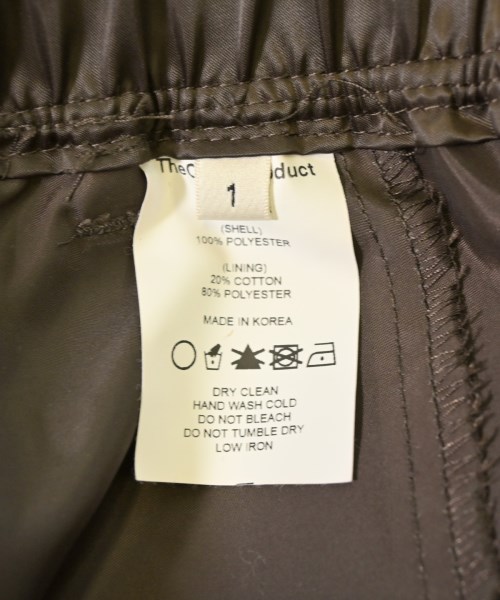 1
(SHELL)
100% POLYESTER
(LINING)
20% COTTON
80% POLYESTER
MADE IN KOREA
DRY CLEAN
HAND WASH COLD
DO NOT BLEACH
DO NOT TUMBLE DRY
LOW IRON